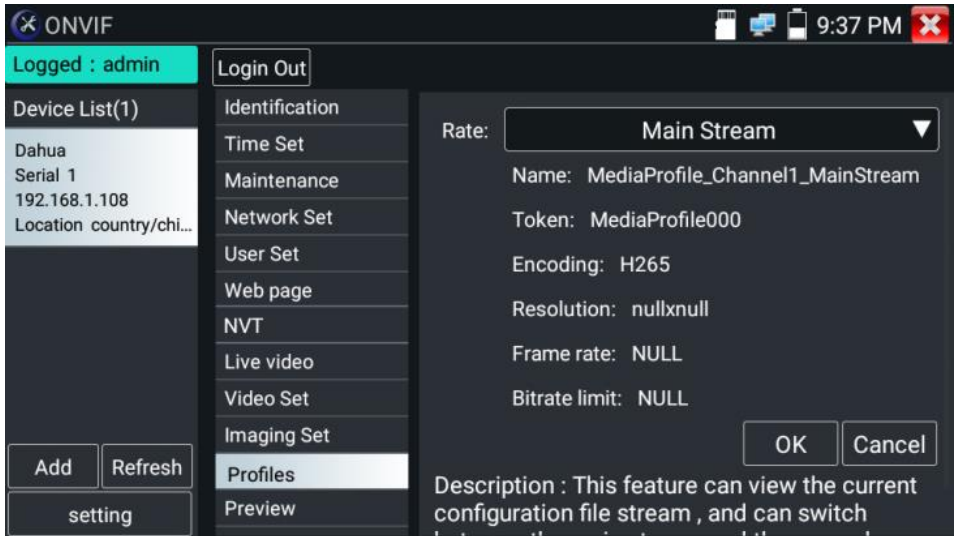 ONVIF
9:37 PM
Logged : admin
Login Out
Device List(1)
Dahua
Serial 1
192.168.1.108
Location country/chi...
Add
Refresh
setting
Identification
Time Set
Maintenance
Network Set
User Set
Web page
NVT
Live video
Video Set
Imaging Set
Profiles
Preview
Rate: Main Stream
Name: MediaProfile_Channel1_MainStream
Token: MediaProfile000
Encoding: H265
Resolution: nullxnull
Frame rate: NULL
Bitrate limit: NULL
OK
Cancel
Description : This feature can view the current
configuration file stream , and can switch